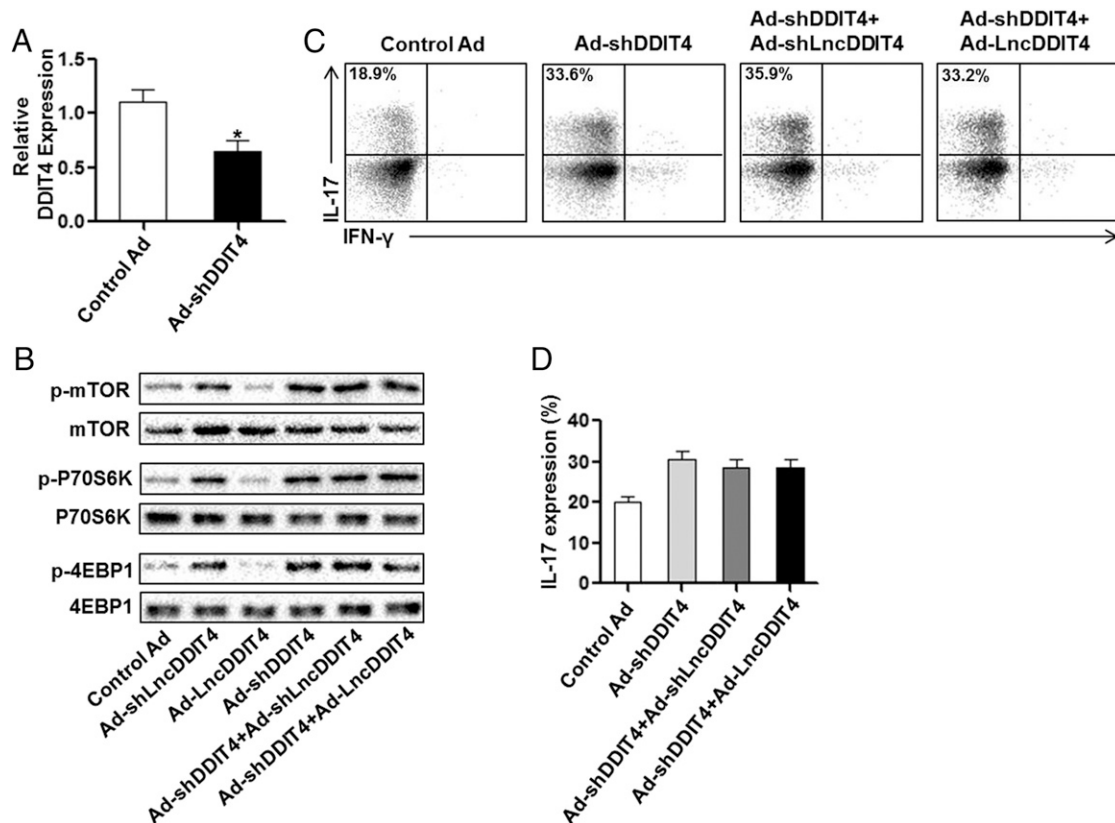 A
Relative
DDIT4 Expression
1.5
1.0
0.5
0.0
*
Control Ad
Ad-shDDIT4
C
Control Ad
Ad-shDDIT4
Ad-shDDIT4+
Ad-shLncDDIT4
Ad-shDDIT4+
Ad-LncDDIT4
18.9%
33.6%
35.9%
33.2%
IL-17
IFN-γ
B
p-mTOR
mTOR
p-P70S6K
P70S6K
p-4EBP1
4EBP1
Control Ad
Ad-shLncDDIT4
Ad-LncDDIT4
Ad-shDDIT4
Ad-shDDIT4+Ad-shLncDDIT4
Ad-shDDIT4+Ad-LncDDIT4
D
IL-17 expression (%)
40
30
20
10
0
Control Ad
Ad-shDDIT4
Ad-shDDIT4+Ad-shLncDDIT4
Ad-shDDIT4+Ad-LncDDIT4